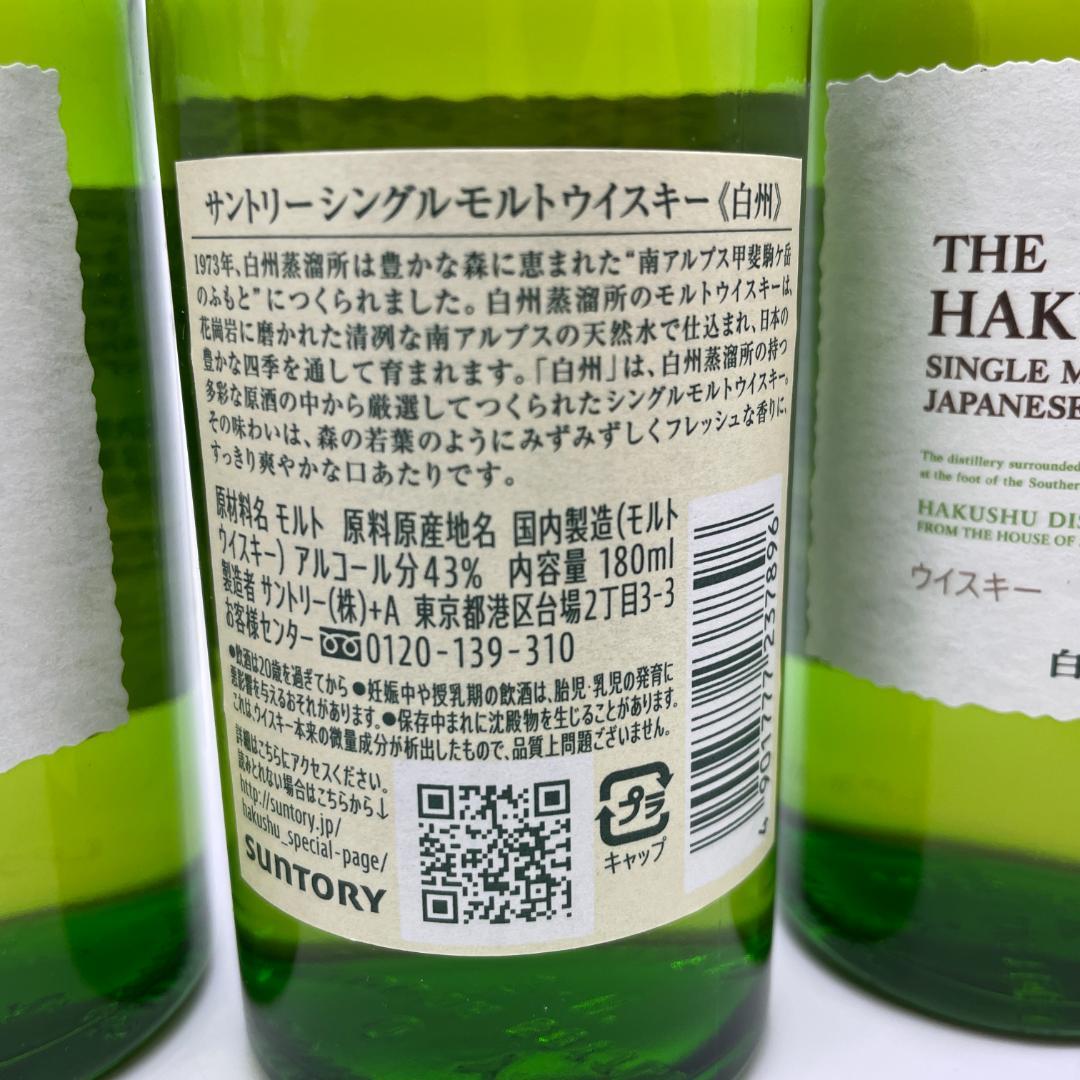 サントリー シングルモルトウイスキー《白州》
1973年、白州蒸溜所は豊かな森に恵まれた“南アルプス甲斐駒ケ岳
のふもと”につくられました。白州蒸溜所のモルトウイスキーは、
花崗岩に磨かれた清冽な南アルプスの天然水で仕込まれ、日本の
豊かな四季を通して育まれます。「白州」は、白州蒸溜所の持つ
多彩な原酒の中から厳選してつくられたシングルモルトウイスキー。
その味わいは、森の若葉のようにみずみずしくフレッシュな香りに、
すっきり爽やかな口あたりです。
原材料名 モルト 原料原産地名 国内製造(モルト
ウイスキー) アルコール分43% 内容量 180ml
製造者 サントリー(株)+A 東京都港区台場2丁目3-3
お客様センター 0120-139-310
●飲酒は20歳を過ぎてから ●妊娠中や授乳期の飲酒は、胎児・乳児の発育に
悪影響を与えるおそれがあります。●保存中まれに沈殿物を生じることがあります。
これは、ウイスキー本来の微量成分が析出したもので、品質上問題ございません。
詳細はこちらにアクセスください。
読みとれない場合はこちらから↓
http://suntory.jp/
hakushu_special-page/
SUNTORY
プラ
キャップ
4 901777 237896
THE
HAK
SINGLE M
JAPANESE
The distillery surrounded
at the foot of the Southern
HAKUSHU DIS
FROM THE HOUSE OF
ウイスキー
白